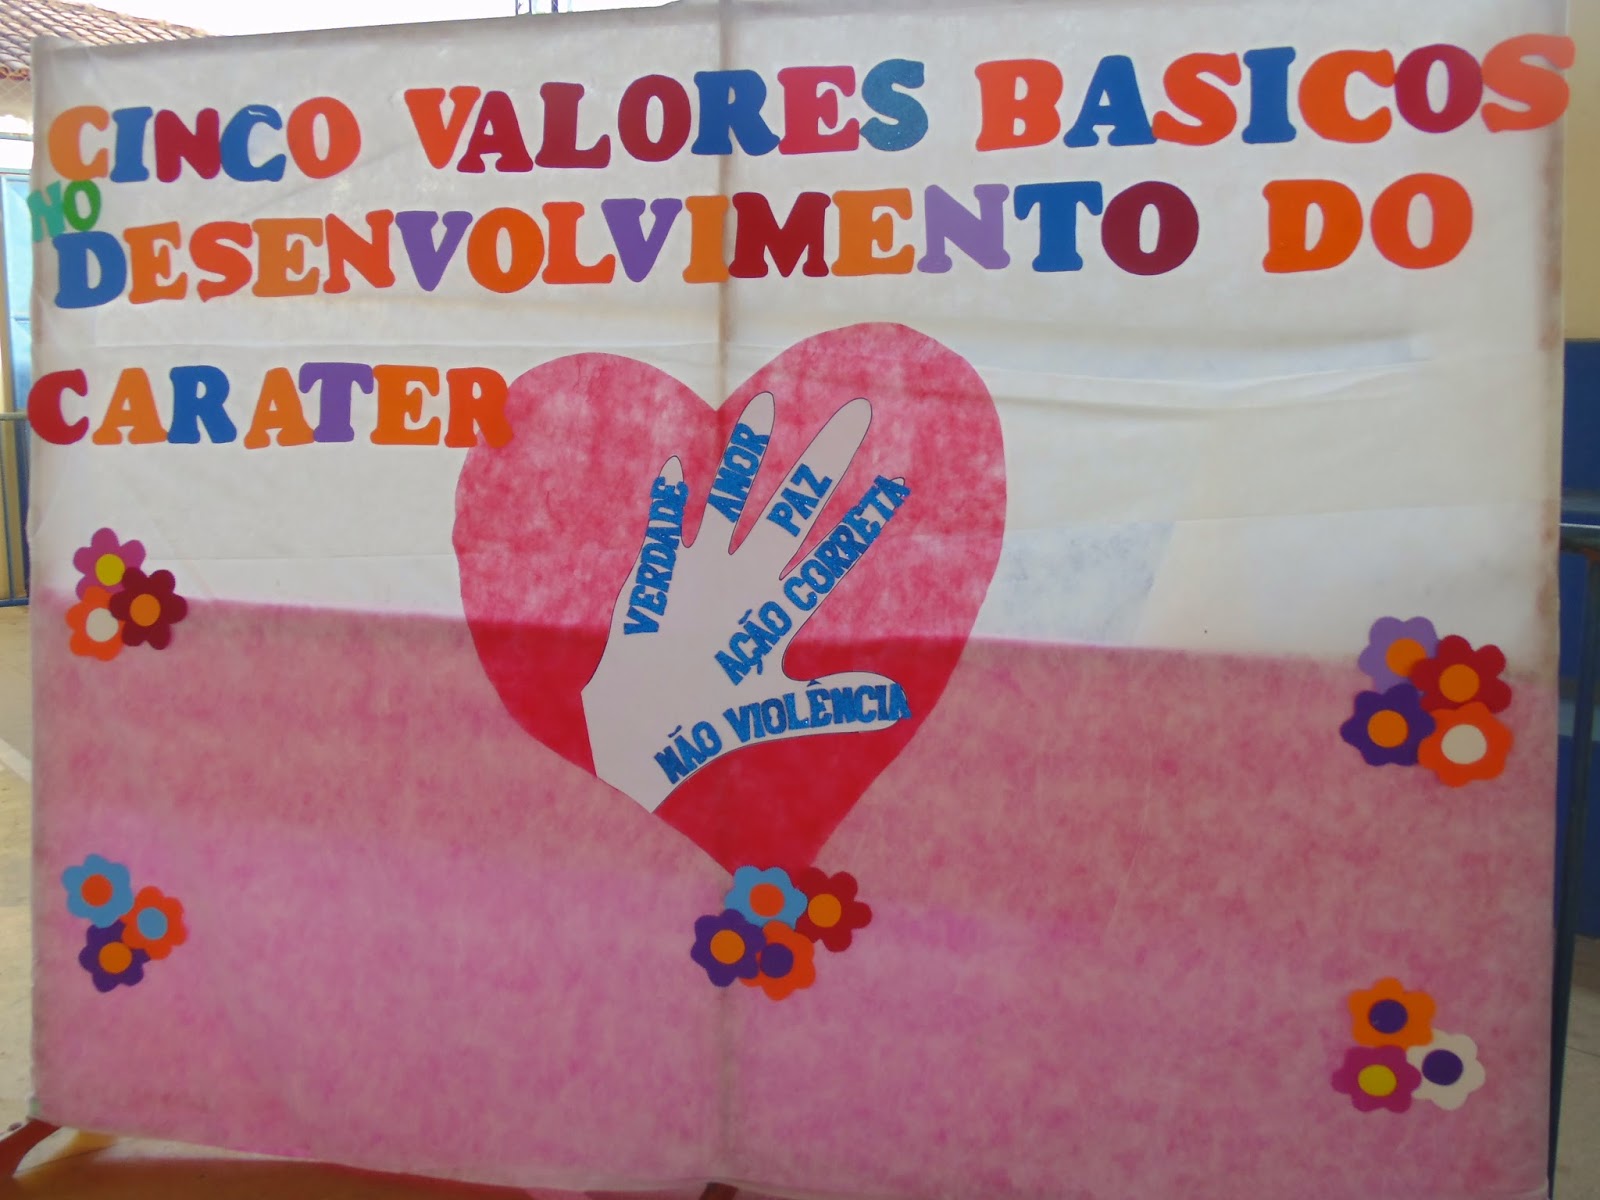 CINCO VALORES BASICOS
NO
DESENVOLVIMENTO DO
CARATER
VERDADE
AMOR
PAZ
AÇÃO CORRETA
NÃO VIOLÊNCIA